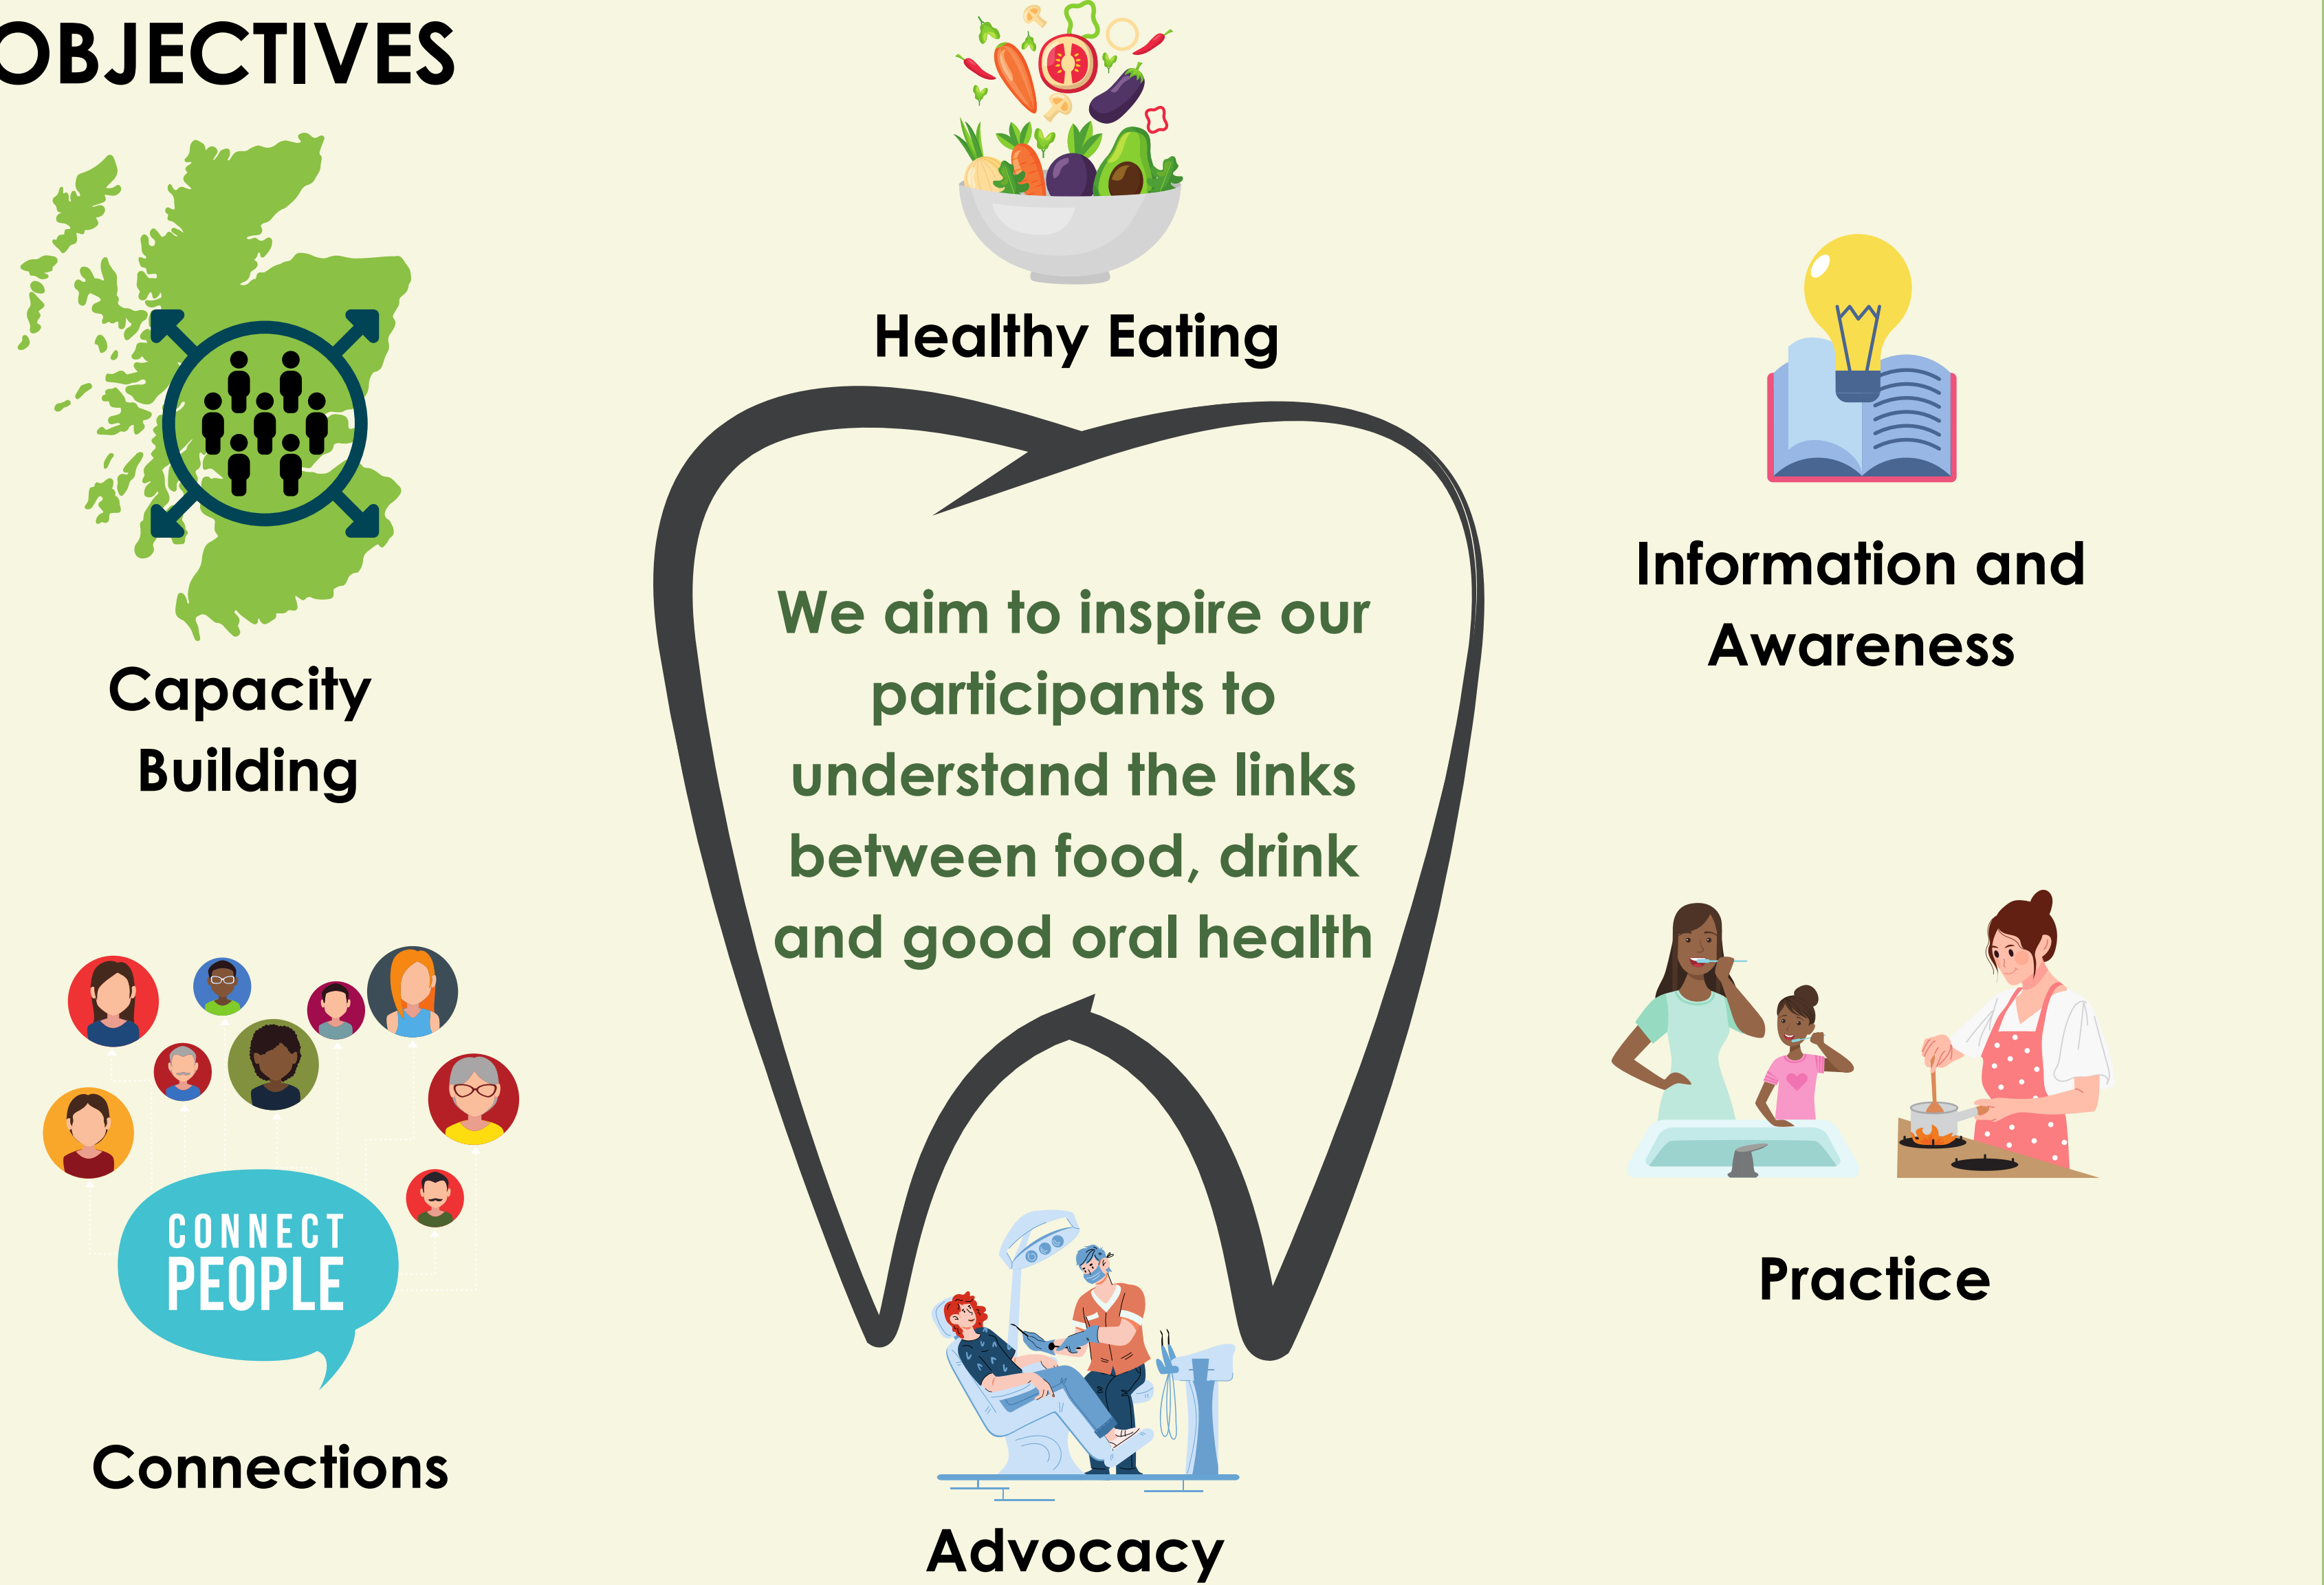 OBJECTIVES
Healthy Eating
Information and
Awareness
Capacity
Building
We aim to inspire our
participants to
understand the links
between food, drink
and good oral health
CONNECT
PEOPLE
Practice
Connections
Advocacy